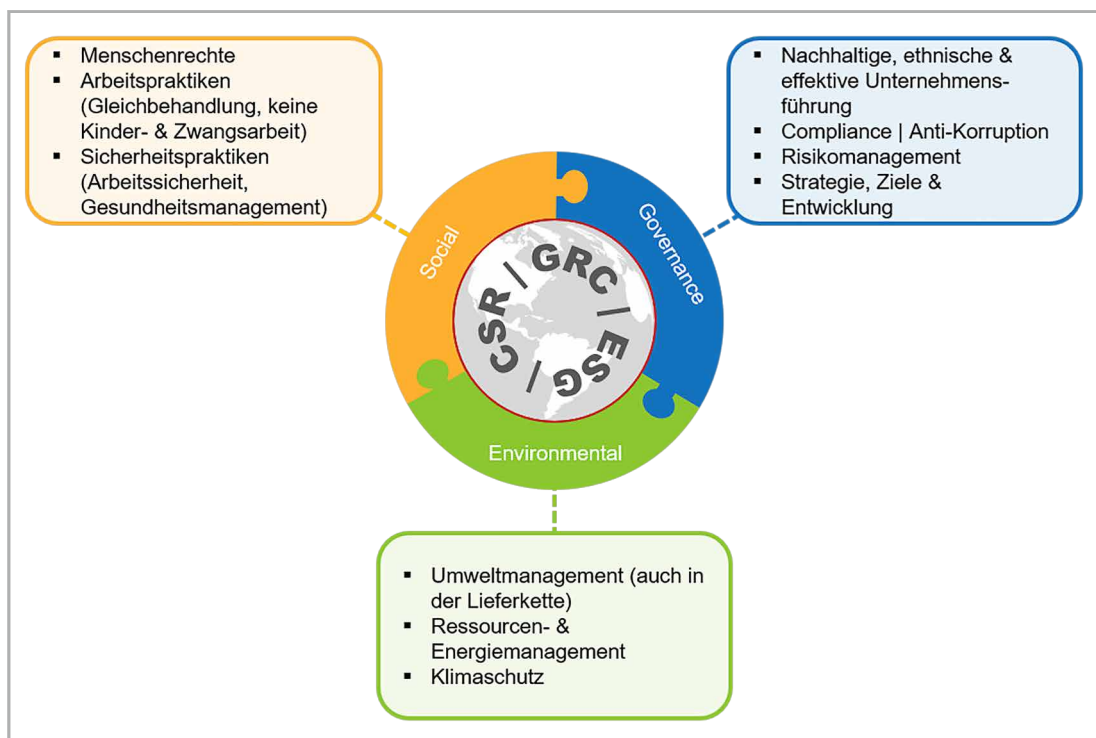 ▪ Menschenrechte
▪ Arbeitspraktiken
(Gleichbehandlung, keine
Kinder- & Zwangsarbeit)
▪ Sicherheitspraktiken
(Arbeitssicherheit,
Gesundheitsmanagement)
▪ Nachhaltige, ethnische &
effektive Unternehmens-
führung
▪ Compliance | Anti-Korruption
▪ Risikomanagement
▪ Strategie, Ziele &
Entwicklung
Social
Governance
CSR / GRC / ESG /
Environmental
▪ Umweltmanagement (auch in
der Lieferkette)
▪ Ressourcen- &
Energiemanagement
▪ Klimaschutz